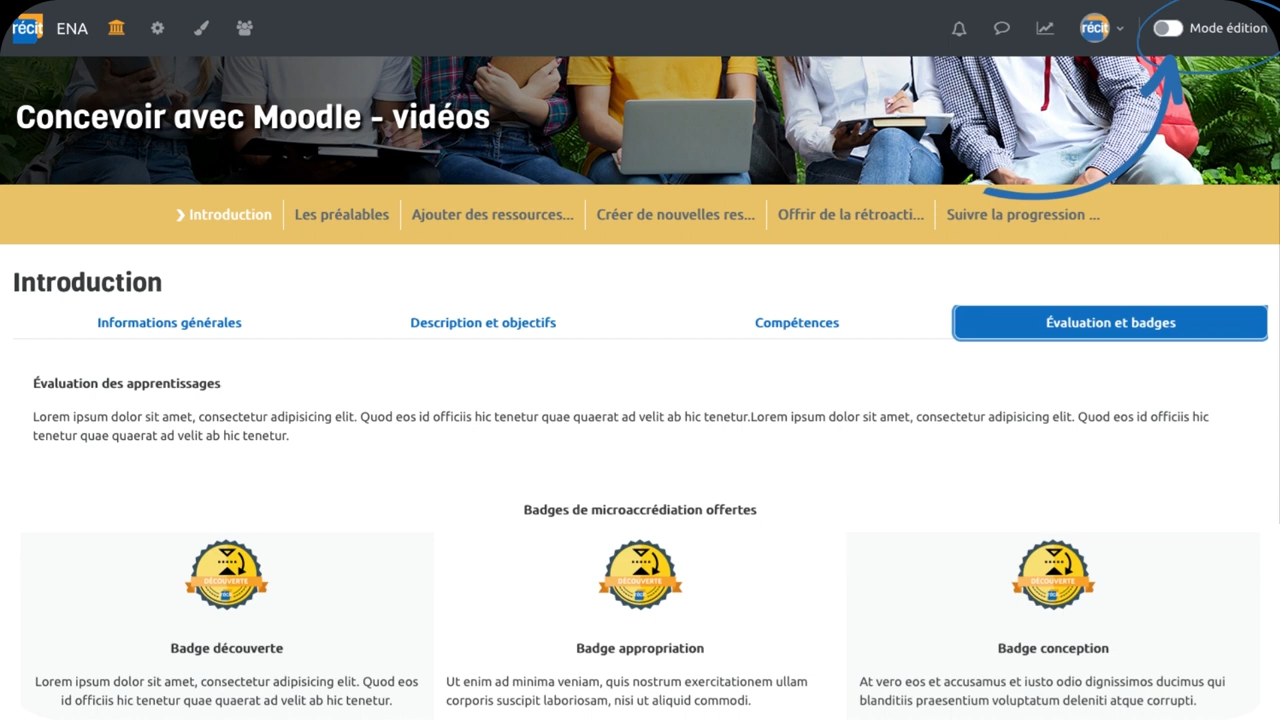 récit ENA récit Mode édition
Concevoir avec Moodle - vidéos
❯ Introduction Les préalables Ajouter des ressources... Créer de nouvelles res... Offrir de la rétroacti... Suivre la progression ...
Introduction
Informations générales Description et objectifs Compétences Évaluation et badges
Évaluation des apprentissages
Lorem ipsum dolor sit amet, consectetur adipisicing elit. Quod eos id officiis hic tenetur quae quaerat ad velit ab hic tenetur.Lorem ipsum dolor sit amet, consectetur adipisicing elit. Quod eos id officiis hic
tenetur quae quaerat ad velit ab hic tenetur.
Badges de microaccrédiation offertes
DÉCOUVERTE DÉCOUVERTE DÉCOUVERTE
récit récit récit
Badge découverte
Lorem ipsum dolor sit amet, consectetur adipisicing elit. Quod eos
id officiis hic tenetur quae quaerat ad velit ab hic tenetur.
Badge appropriation
Ut enim ad minima veniam, quis nostrum exercitationem ullam
corporis suscipit laboriosam, nisi ut aliquid commodi.
Badge conception
At vero eos et accusamus et iusto odio dignissimos ducimus qui
blanditiis praesentium voluptatum deleniti atque corrupti.